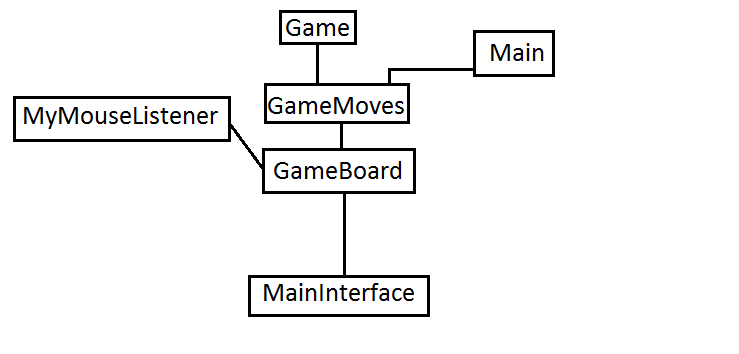 Game
Main
GameMoves
MyMouseListener
GameBoard
MainInterface